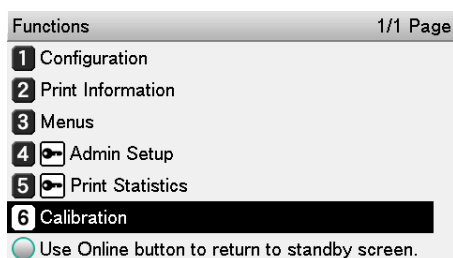 Functions 1/1 Page
1 Configuration
2 Print Information
3 Menus
4 Admin Setup
5 Print Statistics
6 Calibration
Use Online button to return to standby screen.